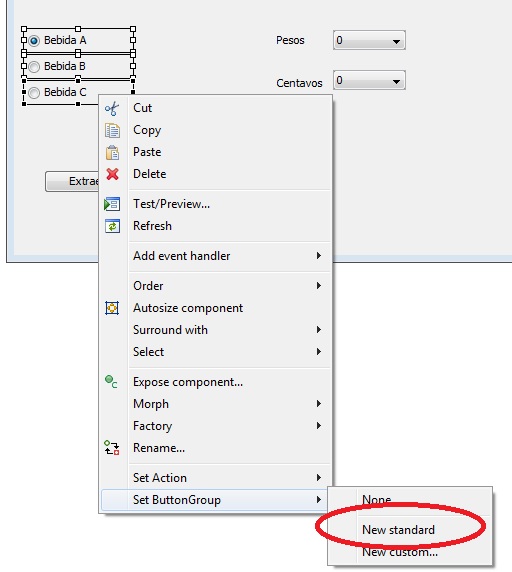 Bebida A
Pesos
0
Bebida B
Bebida C
Centavos
0
Extrae
Cut
Copy
Paste
Delete
Test/Preview...
Refresh
Add event handler
Order
Autosize component
Surround with
Select
Expose component...
Morph
Factory
Rename...
Set Action
Set ButtonGroup
None
New standard
New custom...